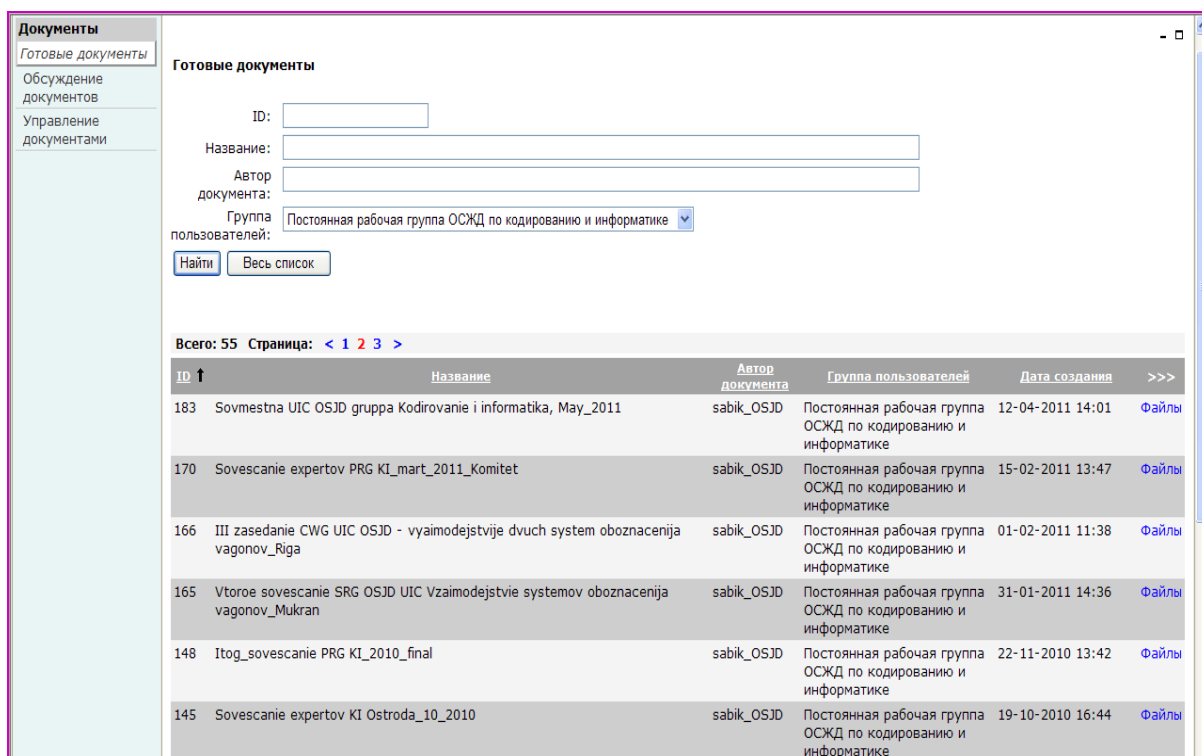 Документы
Готовые документы
Обсуждение
документов
Управление
документами
Готовые документы
ID:
Название:
Автор
документа:
Группа
пользователей:
Постоянная рабочая группа ОСЖД по кодированию и информатике
Найти Весь список
Всего: 55 Страница: < 1 2 3 >
ID Название Автор документа Группа пользователей Дата создания >>>
183 Sovmestna UIC OSJD gruppa Kodirovanie i informatika, May_2011 sabik_OSJD Постоянная рабочая группа 12-04-2011 14:01 Файлы
ОСЖД по кодированию и
информатике
170 Sovescanie expertov PRG KI_mart_2011_Komitet sabik_OSJD Постоянная рабочая группа 15-02-2011 13:47 Файлы
ОСЖД по кодированию и
информатике
166 III zasedanie CWG UIC OSJD - vyaimodejstvije dvuch system oboznacenija sabik_OSJD Постоянная рабочая группа 01-02-2011 11:38 Файлы
vagonov_Riga ОСЖД по кодированию и
информатике
165 Vtoroe sovescanie SRG OSJD UIC Vzaimodejstvie systemov oboznacenija sabik_OSJD Постоянная рабочая группа 31-01-2011 14:36 Файлы
vagonov_Mukran ОСЖД по кодированию и
информатике
148 Itog_sovescanie PRG KI_2010_final sabik_OSJD Постоянная рабочая группа 22-11-2010 13:42 Файлы
ОСЖД по кодированию и
информатике
145 Sovescanie expertov KI Ostroda_10_2010 sabik_OSJD Постоянная рабочая группа 19-10-2010 16:44 Файлы
ОСЖД по кодированию и
информатике